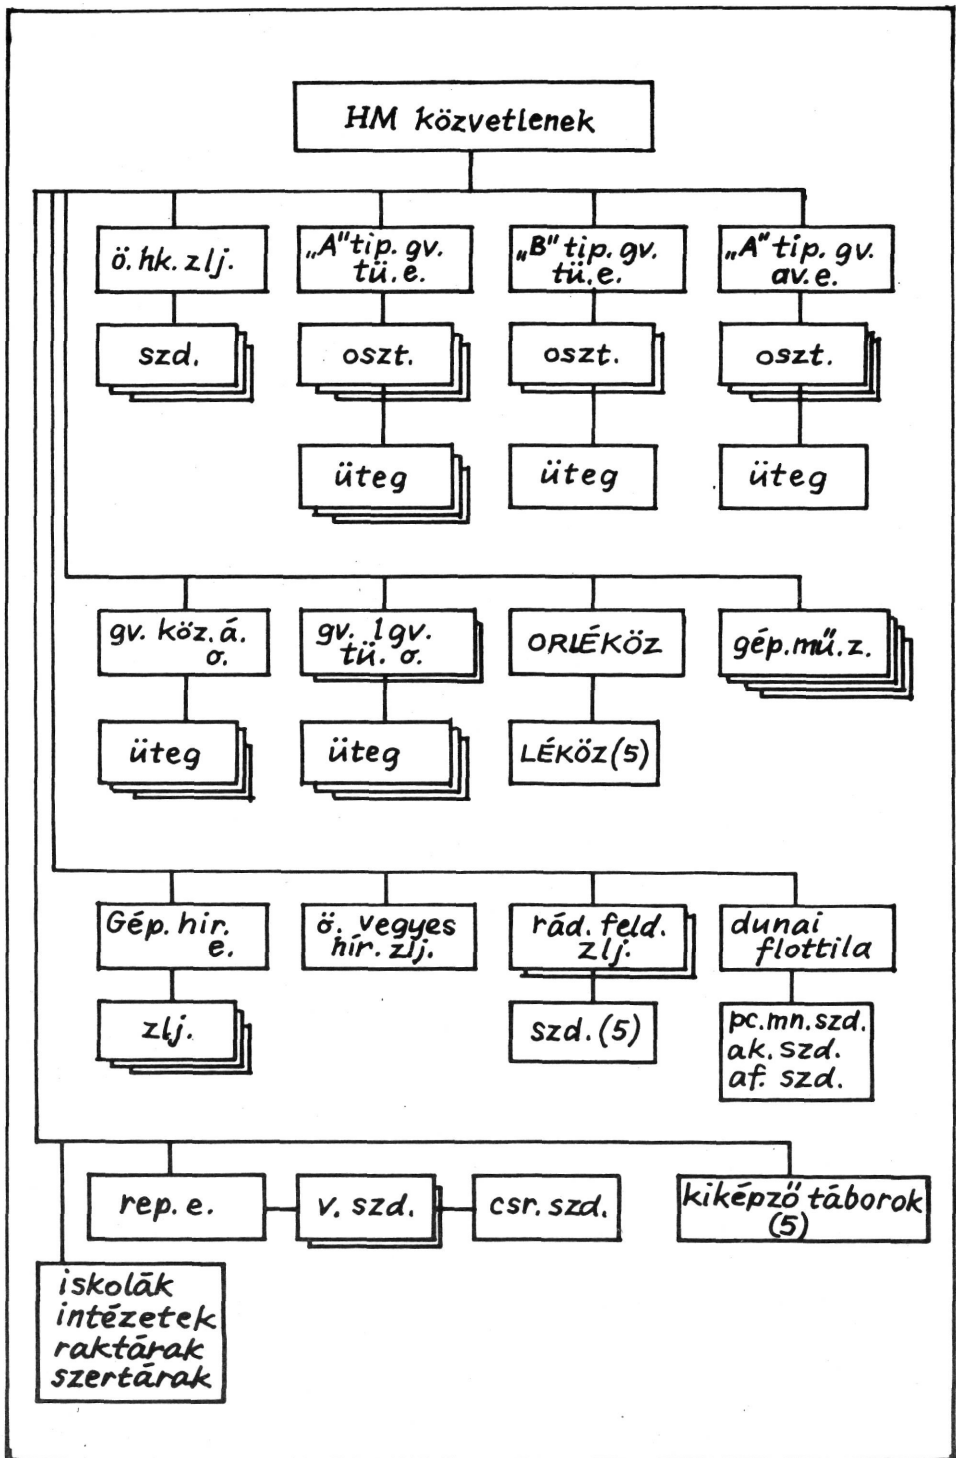 HM közvetlenek
ö. hk. zlj.
„A" tip. gv.
tü. e.
„B" tip. gv.
tü. e.
„A" tip. gv.
av. e.
szd.
oszt.
oszt.
oszt.
üteg
üteg
üteg
gv. köz. á.
o.
gv. lgv.
tü. o.
ORLÉKÖZ
gép. mű. z.
üteg
üteg
LÉKÖZ (5)
Gép. hir.
e.
ö. vegyes
hír. zlj.
rád. feld.
zlj.
dunai
flottila
zlj.
szd. (5)
pc. mn. szd.
ak. szd.
af. szd.
rep. e.
v. szd.
csr. szd.
kiképző táborok
(5)
iskolák
intézetek
raktárak
szertárak